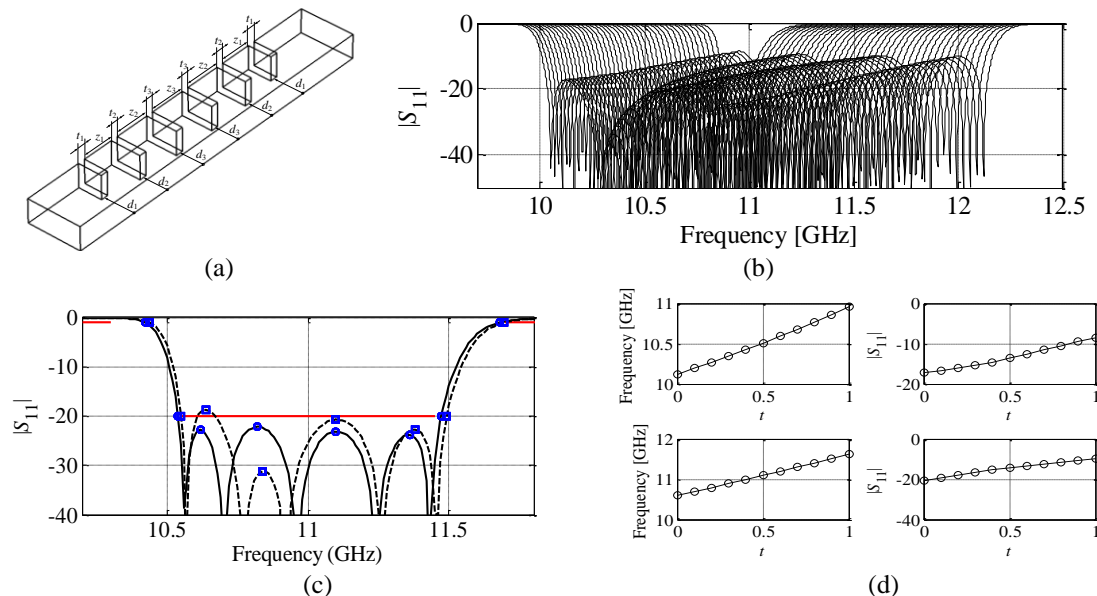 t1 z1 t2 z2 t3 z3 t3 z3 t2 z2 t1 z1
d1 d2 d3 d3 d2 d1
(a)
0
-20
-40
|S11|
10 10.5 11 11.5 12 12.5
Frequency [GHz]
(b)
0
-10
-20
-30
-40
|S11|
10.5 11 11.5
Frequency (GHz)
(c)
11
10.5
10
Frequency [GHz]
0 0.5 1
t
0
-10
-20
|S11|
0 0.5 1
t
12
11
10
Frequency [GHz]
0 0.5 1
t
0
-20
-40
|S11|
0 0.5 1
t
(d)